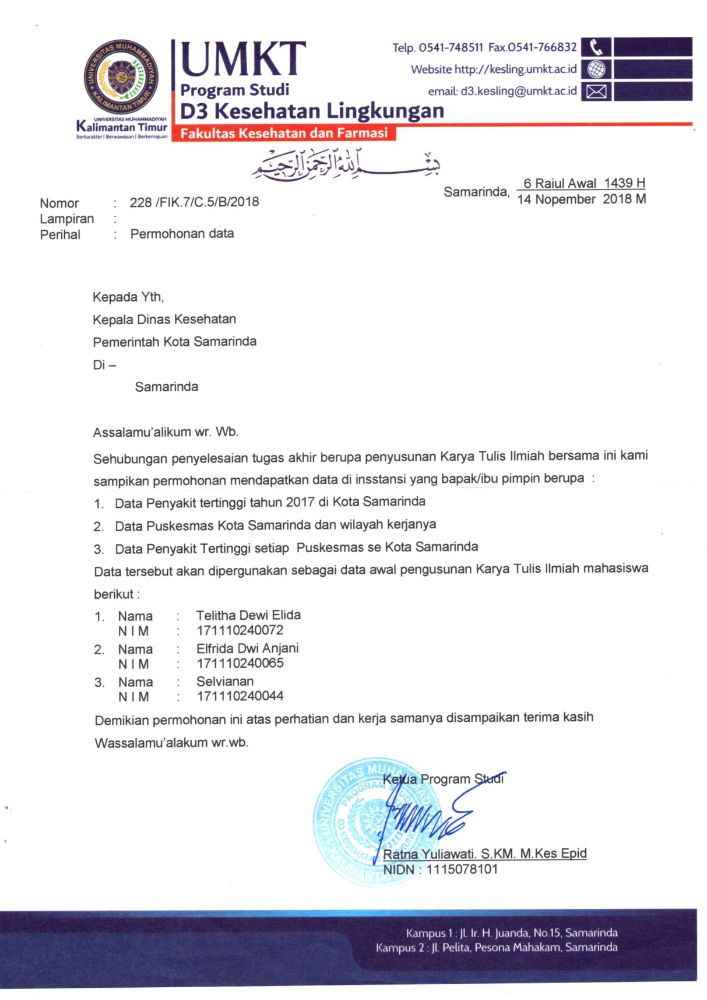 UNIVERSITAS MUHAMMADIYAH
KALIMANTAN TIMUR
UNIVERSITAS MUHAMMADIYAH
Kalimantan Timur
Berkarakter | Berwawasan | Berkemajuan
UMKT
Program Studi
D3 Kesehatan Lingkungan
Fakultas Kesehatan dan Farmasi
Telp. 0541-748511 Fax.0541-766832
Website http://kesling.umkt.ac.id
email: d3.kesling@umkt.ac.id
بسم الله الرحمن الرحيم
Samarinda, 6 Raiul Awal 1439 H
14 Nopember 2018 M
Nomor : 228 /FIK.7/C.5/B/2018
Lampiran :
Perihal : Permohonan data
Kepada Yth,
Kepala Dinas Kesehatan
Pemerintah Kota Samarinda
Di –
Samarinda
Assalamu’alikum wr. Wb.
Sehubungan penyelesaian tugas akhir berupa penyusunan Karya Tulis Ilmiah bersama ini kami
sampikan permohonan mendapatkan data di insstansi yang bapak/ibu pimpin berupa :
1. Data Penyakit tertinggi tahun 2017 di Kota Samarinda
2. Data Puskesmas Kota Samarinda dan wilayah kerjanya
3. Data Penyakit Tertinggi setiap Puskesmas se Kota Samarinda
Data tersebut akan dipergunakan sebagai data awal pengusunan Karya Tulis Ilmiah mahasiswa
berikut :
1. Nama : Telitha Dewi Elida
N I M : 171110240072
2. Nama : Elfrida Dwi Anjani
N I M : 171110240065
3. Nama : Selvianan
N I M : 171110240044
Demikian permohonan ini atas perhatian dan kerja samanya disampaikan terima kasih
Wassalamu’alakum wr.wb.
Ketua Program Studi
UNIVERSITAS MUHAMMADIYAH
PROGRAM STUDI
D3 KESEHATAN LINGKUNGAN
KALIMANTAN
Ratna Yuliawati. S.KM. M.Kes Epid
NIDN : 1115078101
Kampus 1 : Jl. Ir. H. Juanda, No.15, Samarinda
Kampus 2 : Jl. Pelita, Pesona Mahakam, Samarinda